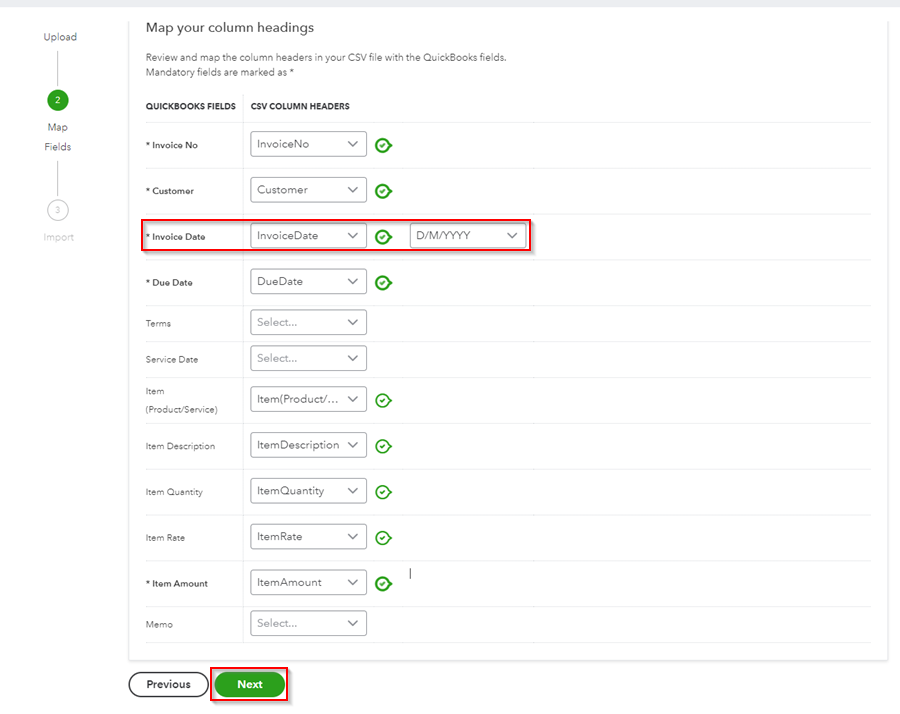 Upload
2
Map
Fields
3
Import
Map your column headings
Review and map the column headers in your CSV file with the QuickBooks fields.
Mandatory fields are marked as *
QUICKBOOKS FIELDS CSV COLUMN HEADERS
* Invoice No InvoiceNo
* Customer Customer
* Invoice Date InvoiceDate D/M/YYYY
* Due Date DueDate
Terms Select...
Service Date Select...
Item
(Product/Service) Item(Product/...
Item Description ItemDescription
Item Quantity ItemQuantity
Item Rate ItemRate
* Item Amount ItemAmount
Memo Select...
Previous Next